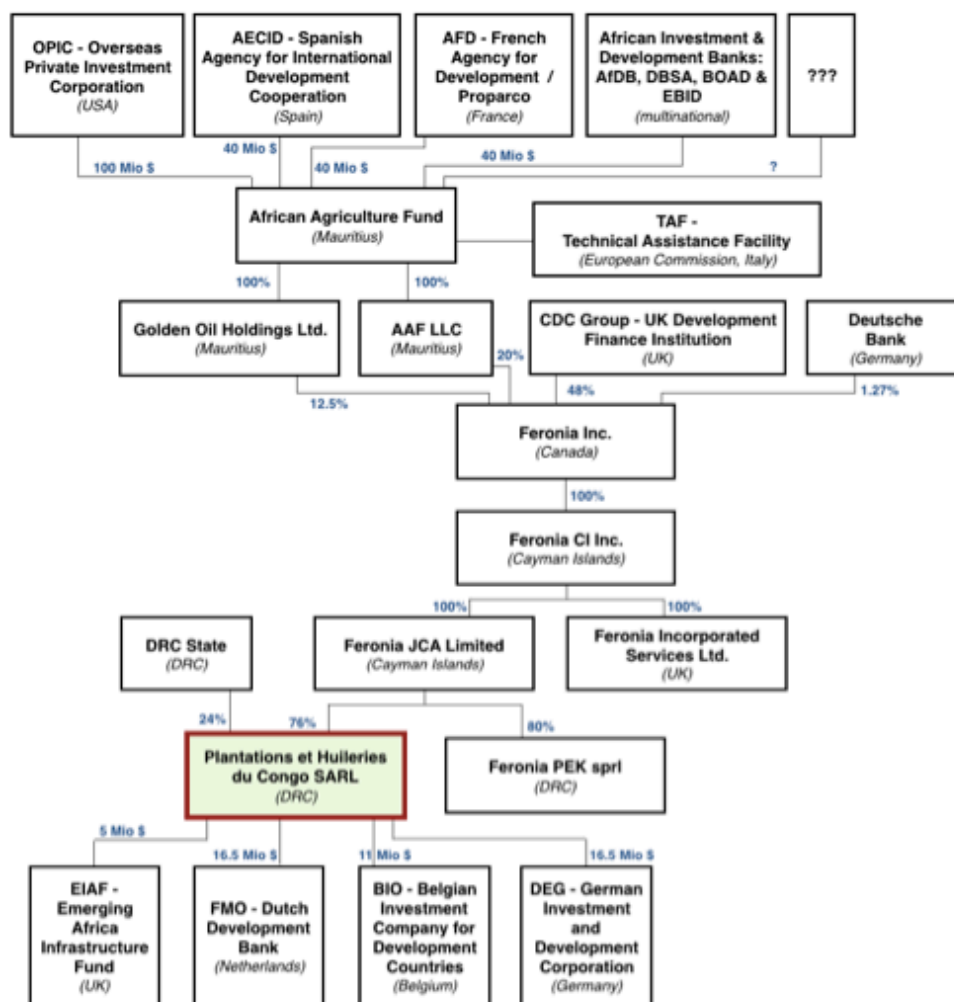 OPIC - Overseas
Private Investment
Corporation
(USA)
AECID - Spanish
Agency for International
Development
Cooperation
(Spain)
AFD - French
Agency for
Development /
Proparco
(France)
African Investment &
Development Banks:
AfDB, DBSA, BOAD &
EBID
(multinational)
???
100 Mio $
40 Mio $
40 Mio $
40 Mio $
?
African Agriculture Fund
(Mauritius)
TAF -
Technical Assistance Facility
(European Commission, Italy)
100%
100%
Golden Oil Holdings Ltd.
(Mauritius)
AAF LLC
(Mauritius)
CDC Group - UK Development
Finance Institution
(UK)
Deutsche
Bank
(Germany)
12.5%
20%
48%
1.27%
Feronia Inc.
(Canada)
100%
Feronia CI Inc.
(Cayman Islands)
100%
100%
DRC State
(DRC)
Feronia JCA Limited
(Cayman Islands)
Feronia Incorporated
Services Ltd.
(UK)
24%
76%
80%
Plantations et Huileries
du Congo SARL
(DRC)
Feronia PEK sprl
(DRC)
5 Mio $
16.5 Mio $
11 Mio $
16.5 Mio $
EIAF -
Emerging
Africa
Infrastructure
Fund
(UK)
FMO - Dutch
Development
Bank
(Netherlands)
BIO - Belgian
Investment
Company for
Development
Countries
(Belgium)
DEG - German
Investment
and
Development
Corporation
(Germany)